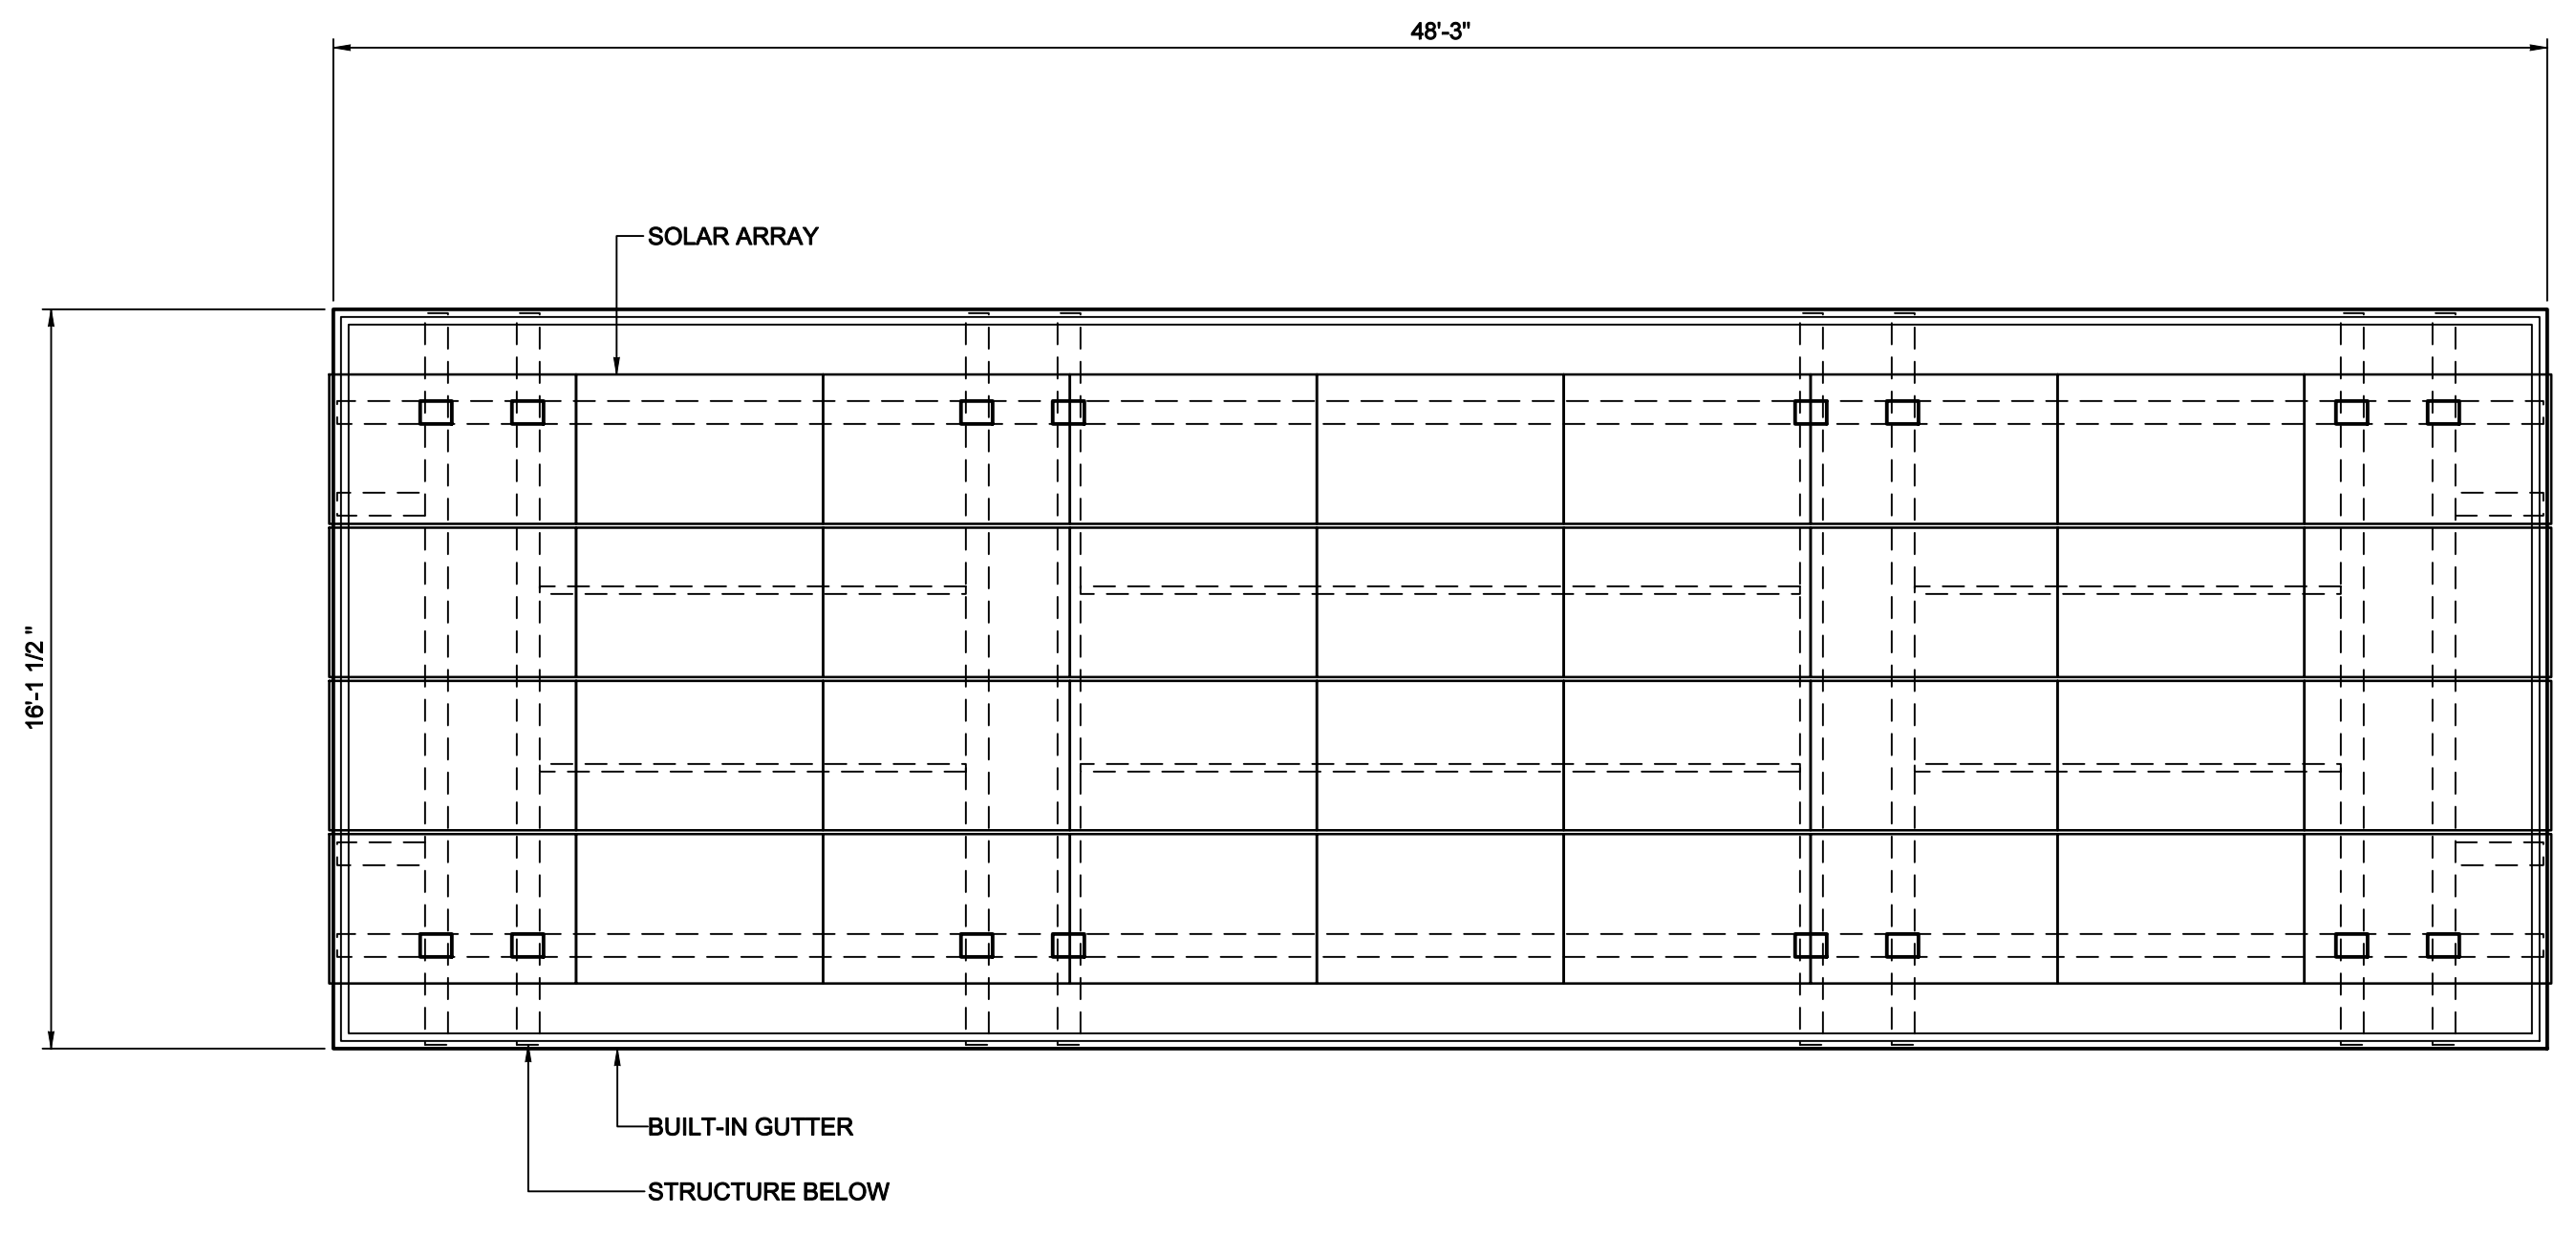 48'-3"
SOLAR ARRAY
16'-1 1/2 "
BUILT-IN GUTTER
STRUCTURE BELOW